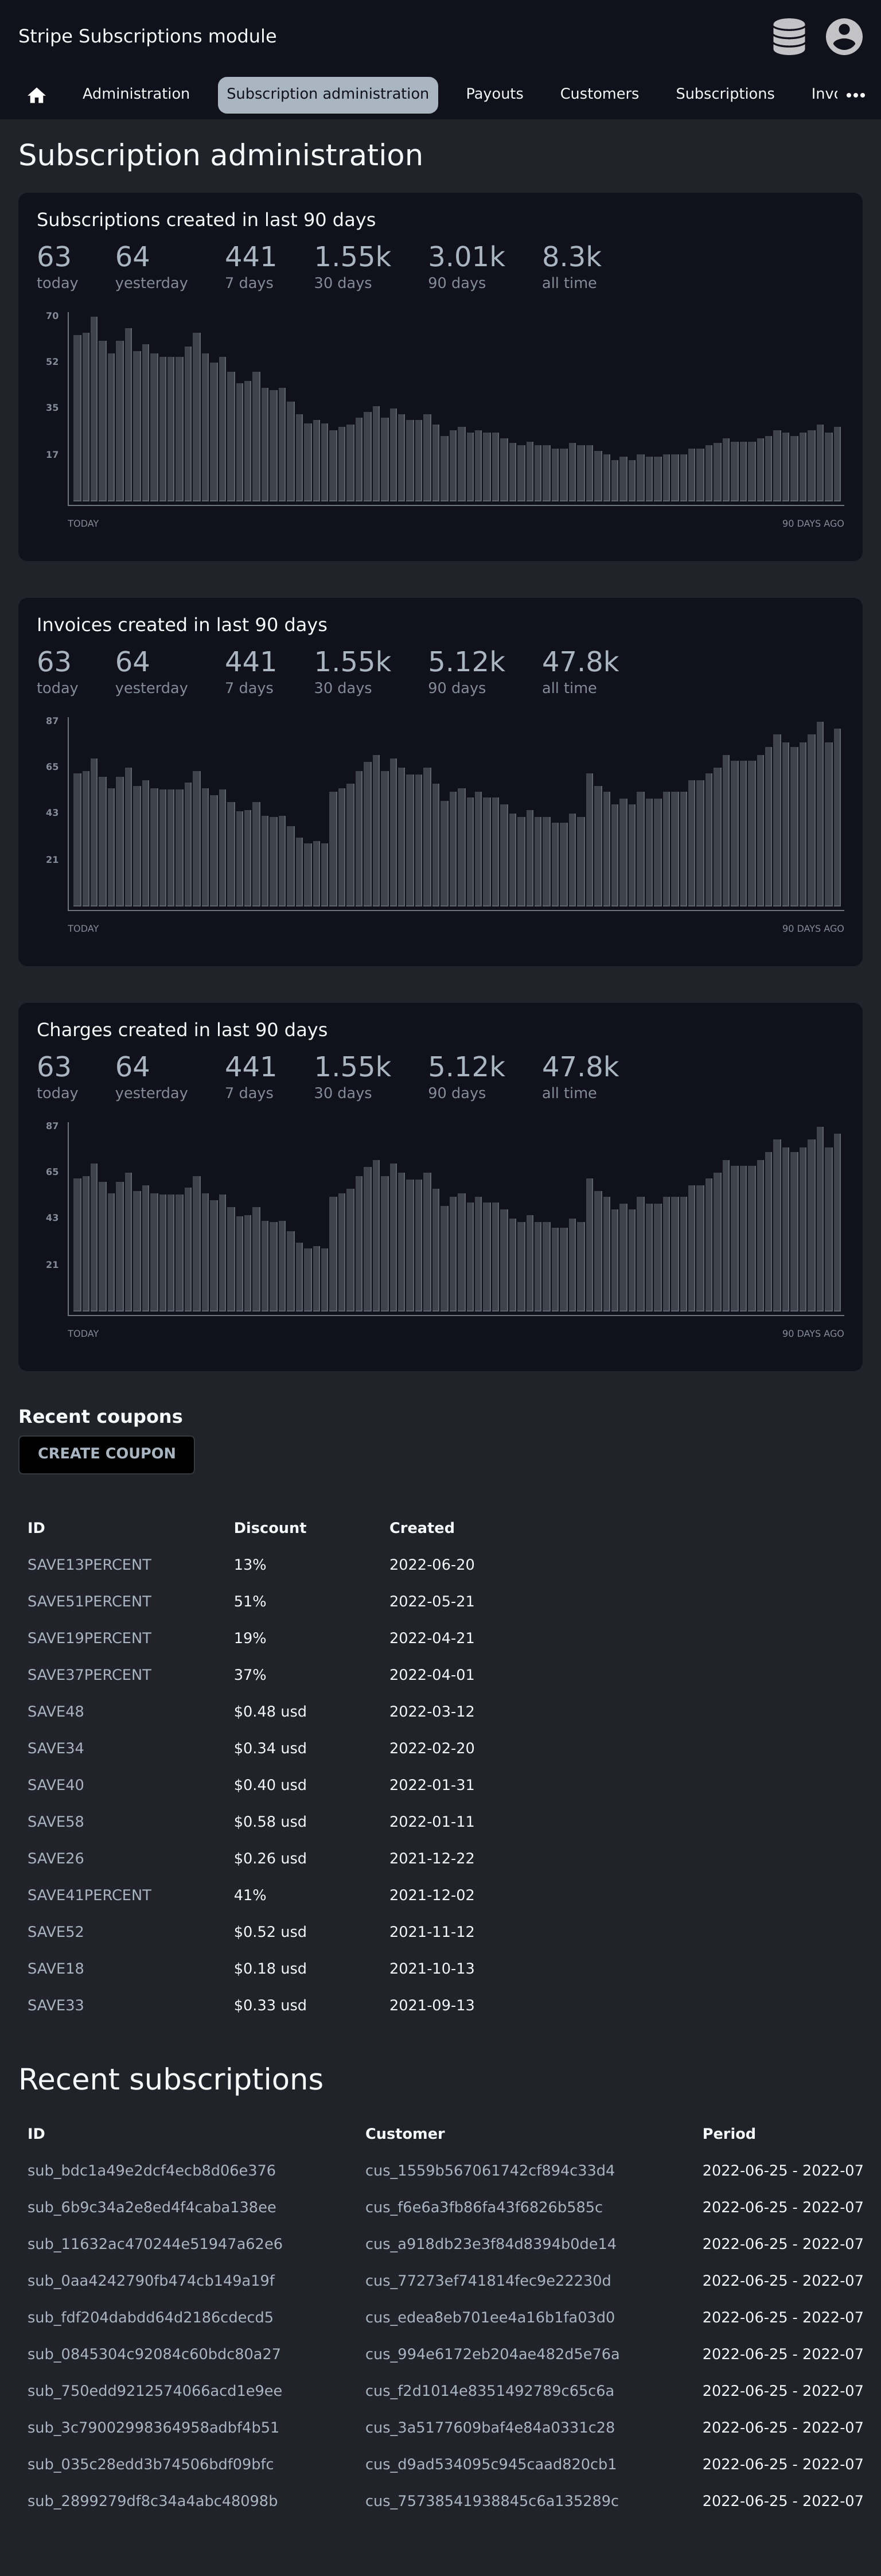 Stripe Subscriptions module
Administration Subscription administration Payouts Customers Subscriptions
Subscription administration
Subscriptions created in last 90 days
63 64 441 1.55k 3.01k 8.3k
today yesterday 7 days 30 days 90 days all time
70
52
35
17
TODAY 90 DAYS AGO
Invoices created in last 90 days
63 64 441 1.55k 5.12k 47.8k
today yesterday 7 days 30 days 90 days all time
87
65
43
21
TODAY 90 DAYS AGO
Charges created in last 90 days
63 64 441 1.55k 5.12k 47.8k
today yesterday 7 days 30 days 90 days all time
87
65
43
21
TODAY 90 DAYS AGO
Recent coupons
CREATE COUPON
ID Discount Created
SAVE13PERCENT 13% 2022-06-20
SAVE51PERCENT 51% 2022-05-21
SAVE19PERCENT 19% 2022-04-21
SAVE37PERCENT 37% 2022-04-01
SAVE48 $0.48 usd 2022-03-12
SAVE34 $0.34 usd 2022-02-20
SAVE40 $0.40 usd 2022-01-31
SAVE58 $0.58 usd 2022-01-11
SAVE26 $0.26 usd 2021-12-22
SAVE41PERCENT 41% 2021-12-02
SAVE52 $0.52 usd 2021-11-12
SAVE18 $0.18 usd 2021-10-13
SAVE33 $0.33 usd 2021-09-13
Recent subscriptions
ID Customer Period
sub_bdc1a49e2dcf4ecb8d06e376 cus_1559b567061742cf894c33d4 2022-06-25 - 2022-07
sub_6b9c34a2e8ed4f4caba138ee cus_f6e6a3fb86fa43f6826b585c 2022-06-25 - 2022-07
sub_11632ac470244e51947a62e6 cus_a918db23e3f84d8394b0de14 2022-06-25 - 2022-07
sub_0aa4242790fb474cb149a19f cus_77273ef741814fec9e22230d 2022-06-25 - 2022-07
sub_fdf204dabdd64d2186cdecd5 cus_edea8eb701ee4a16b1fa03d0 2022-06-25 - 2022-07
sub_0845304c92084c60bdc80a27 cus_994e6172eb204ae482d5e76a 2022-06-25 - 2022-07
sub_750edd9212574066acd1e9ee cus_f2d1014e8351492789c65c6a 2022-06-25 - 2022-07
sub_3c79002998364958adbf4b51 cus_3a5177609baf4e84a0331c28 2022-06-25 - 2022-07
sub_035c28edd3b74506bdf09bfc cus_d9ad534095c945caad820cb1 2022-06-25 - 2022-07
sub_2899279df8c34a4abc48098b cus_75738541938845c6a135289c 2022-06-25 - 2022-07